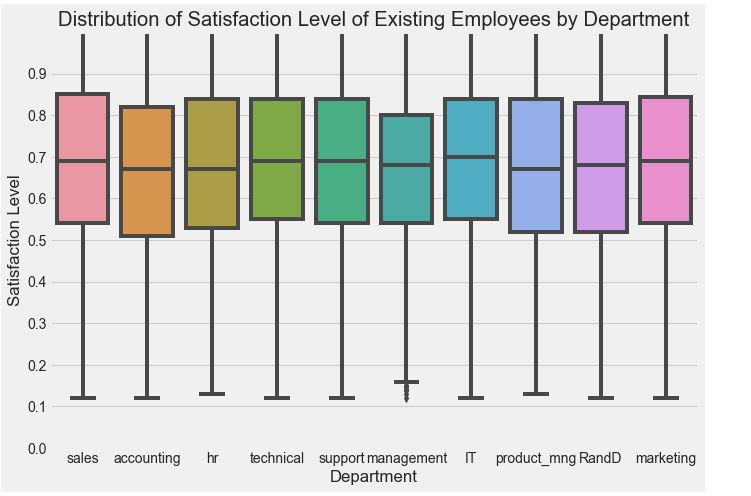 Distribution of Satisfaction Level of Existing Employees by Department
Satisfaction Level
0.9
0.8
0.7
0.6
0.5
0.4
0.3
0.2
0.1
0.0
sales accounting hr technical support management IT product_mng RandD marketing
Department